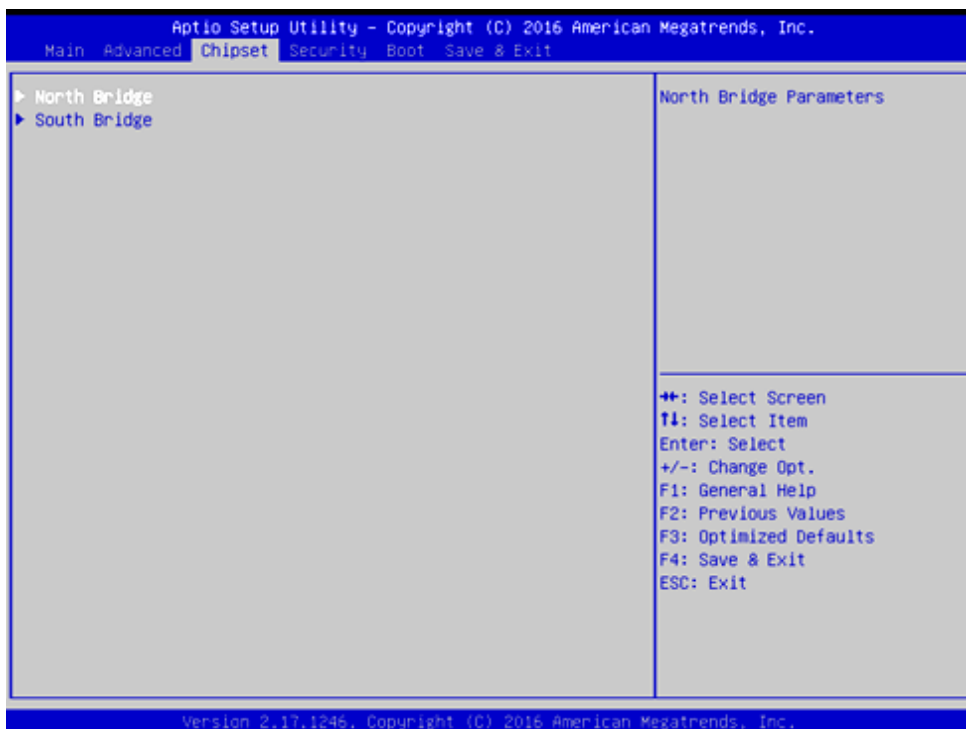 Aptio Setup Utility – Copyright (C) 2016 American Megatrends, Inc.
Main Advanced Chipset Security Boot Save & Exit
► North Bridge
► South Bridge
North Bridge Parameters
→←: Select Screen
↑↓: Select Item
Enter: Select
+/-: Change Opt.
F1: General Help
F2: Previous Values
F3: Optimized Defaults
F4: Save & Exit
ESC: Exit
Version 2.17.1246. Copyright (C) 2016 American Megatrends, Inc.